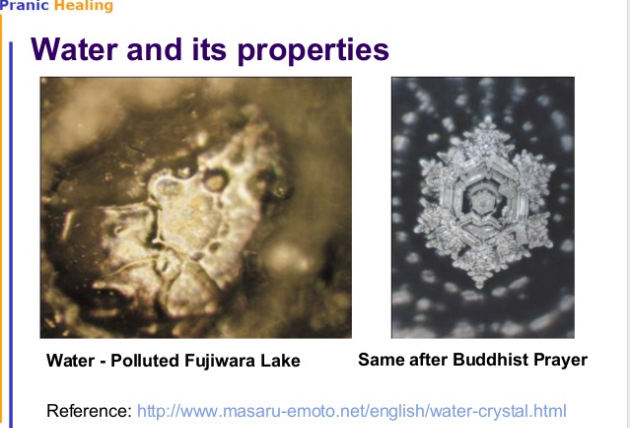 Pranic Healing
Water and its properties
Water - Polluted Fujiwara Lake
Same after Buddhist Prayer
Reference: http://www.masaru-emoto.net/english/water-crystal.html